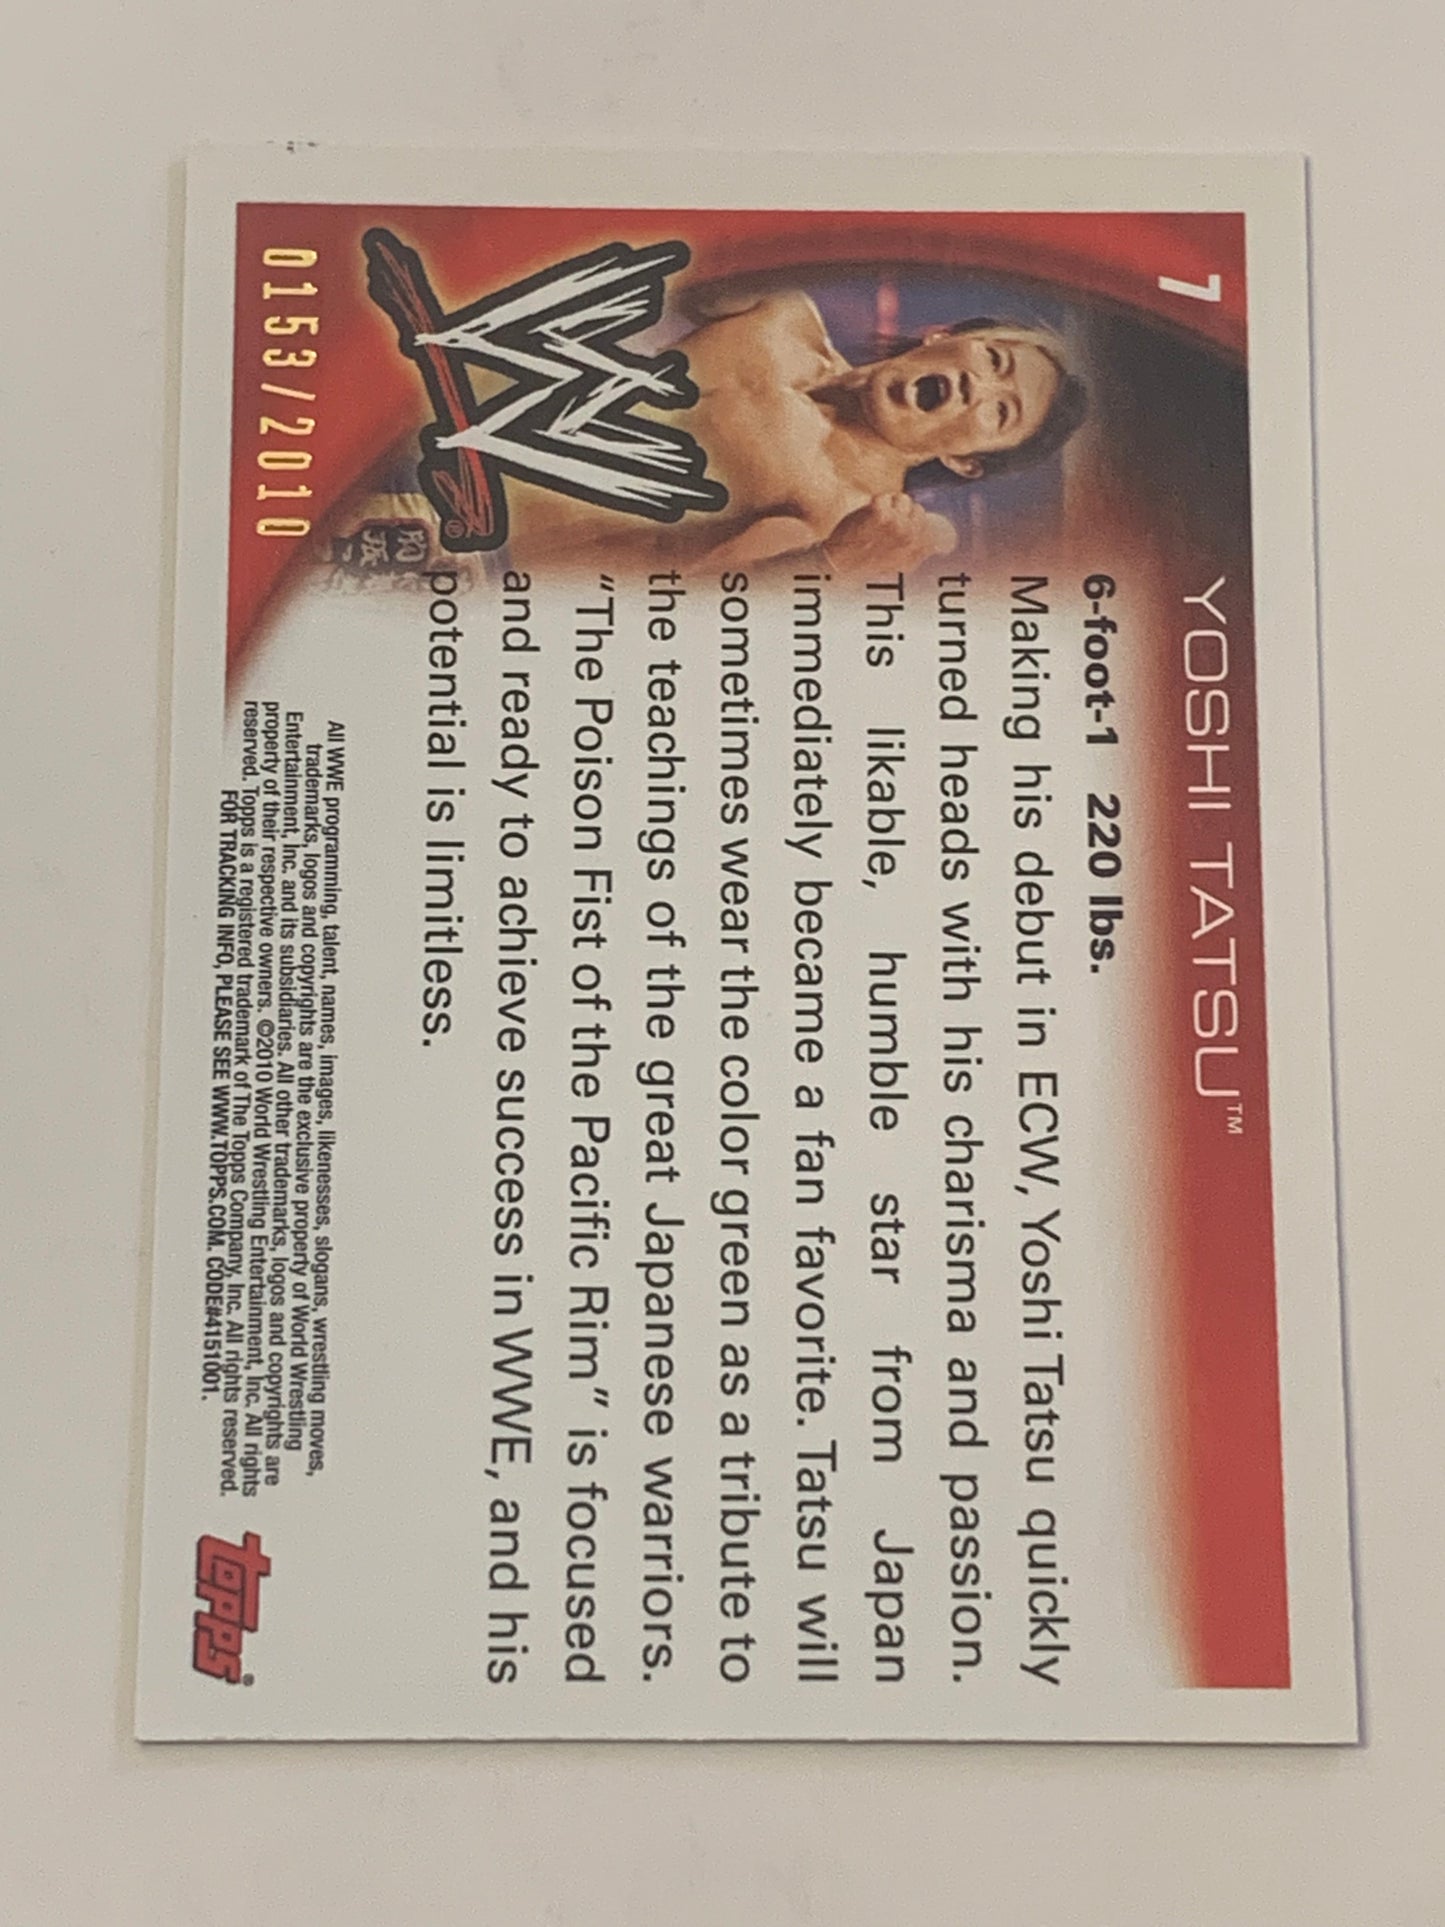 7
YOSHI TATSU™
6-foot-1 220 lbs.
Making his debut in ECW, Yoshi Tatsu quickly
turned heads with his charisma and passion.
This likable, humble star from Japan
immediately became a fan favorite. Tatsu will
sometimes wear the color green as a tribute to
the teachings of the great Japanese warriors.
“The Poison Fist of the Pacific Rim” is focused
and ready to achieve success in WWE, and his
potential is limitless.
W®
0153/2010
All WWE programming, talent, names, images, likenesses, slogans, wrestling moves,
trademarks, logos and copyrights are the exclusive property of World Wrestling
Entertainment, Inc. and its subsidiaries. All other trademarks, logos and copyrights are
property of their respective owners. ©2010 World Wrestling Entertainment, Inc. All rights
reserved. Topps is a registered trademark of The Topps Company, Inc. All rights reserved.
FOR TRACKING INFO, PLEASE SEE WWW.TOPPS.COM. CODE#4151001.
TOPPS®